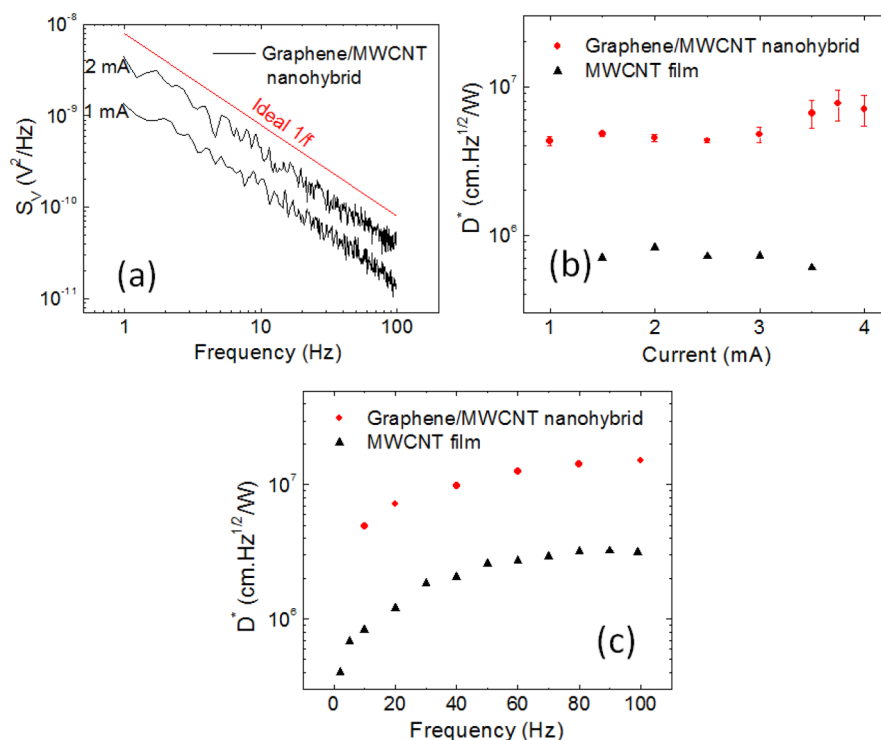 10⁻⁸
10⁻⁹
10⁻¹⁰
10⁻¹¹
S_V (V²/Hz)
Graphene/MWCNT
nanohybrid
2 mA
1 mA
Ideal 1/f
(a)
1 10 100
Frequency (Hz)
Graphene/MWCNT nanohybrid
MWCNT film
10⁷
10⁶
D* (cm.Hz^1/2/W)
(b)
1 2 3 4
Current (mA)
Graphene/MWCNT nanohybrid
MWCNT film
10⁷
10⁶
D* (cm.Hz^1/2/W)
(c)
0 20 40 60 80 100
Frequency (Hz)